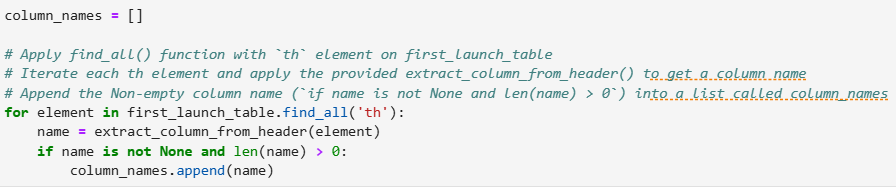 column_names = []
# Apply find_all() function with `th` element on first_launch_table
# Iterate each th element and apply the provided extract_column_from_header() to get a column name
# Append the Non-empty column name (`if name is not None and len(name) > 0`) into a list called column_names
for element in first_launch_table.find_all('th'):
    name = extract_column_from_header(element)
    if name is not None and len(name) > 0:
        column_names.append(name)